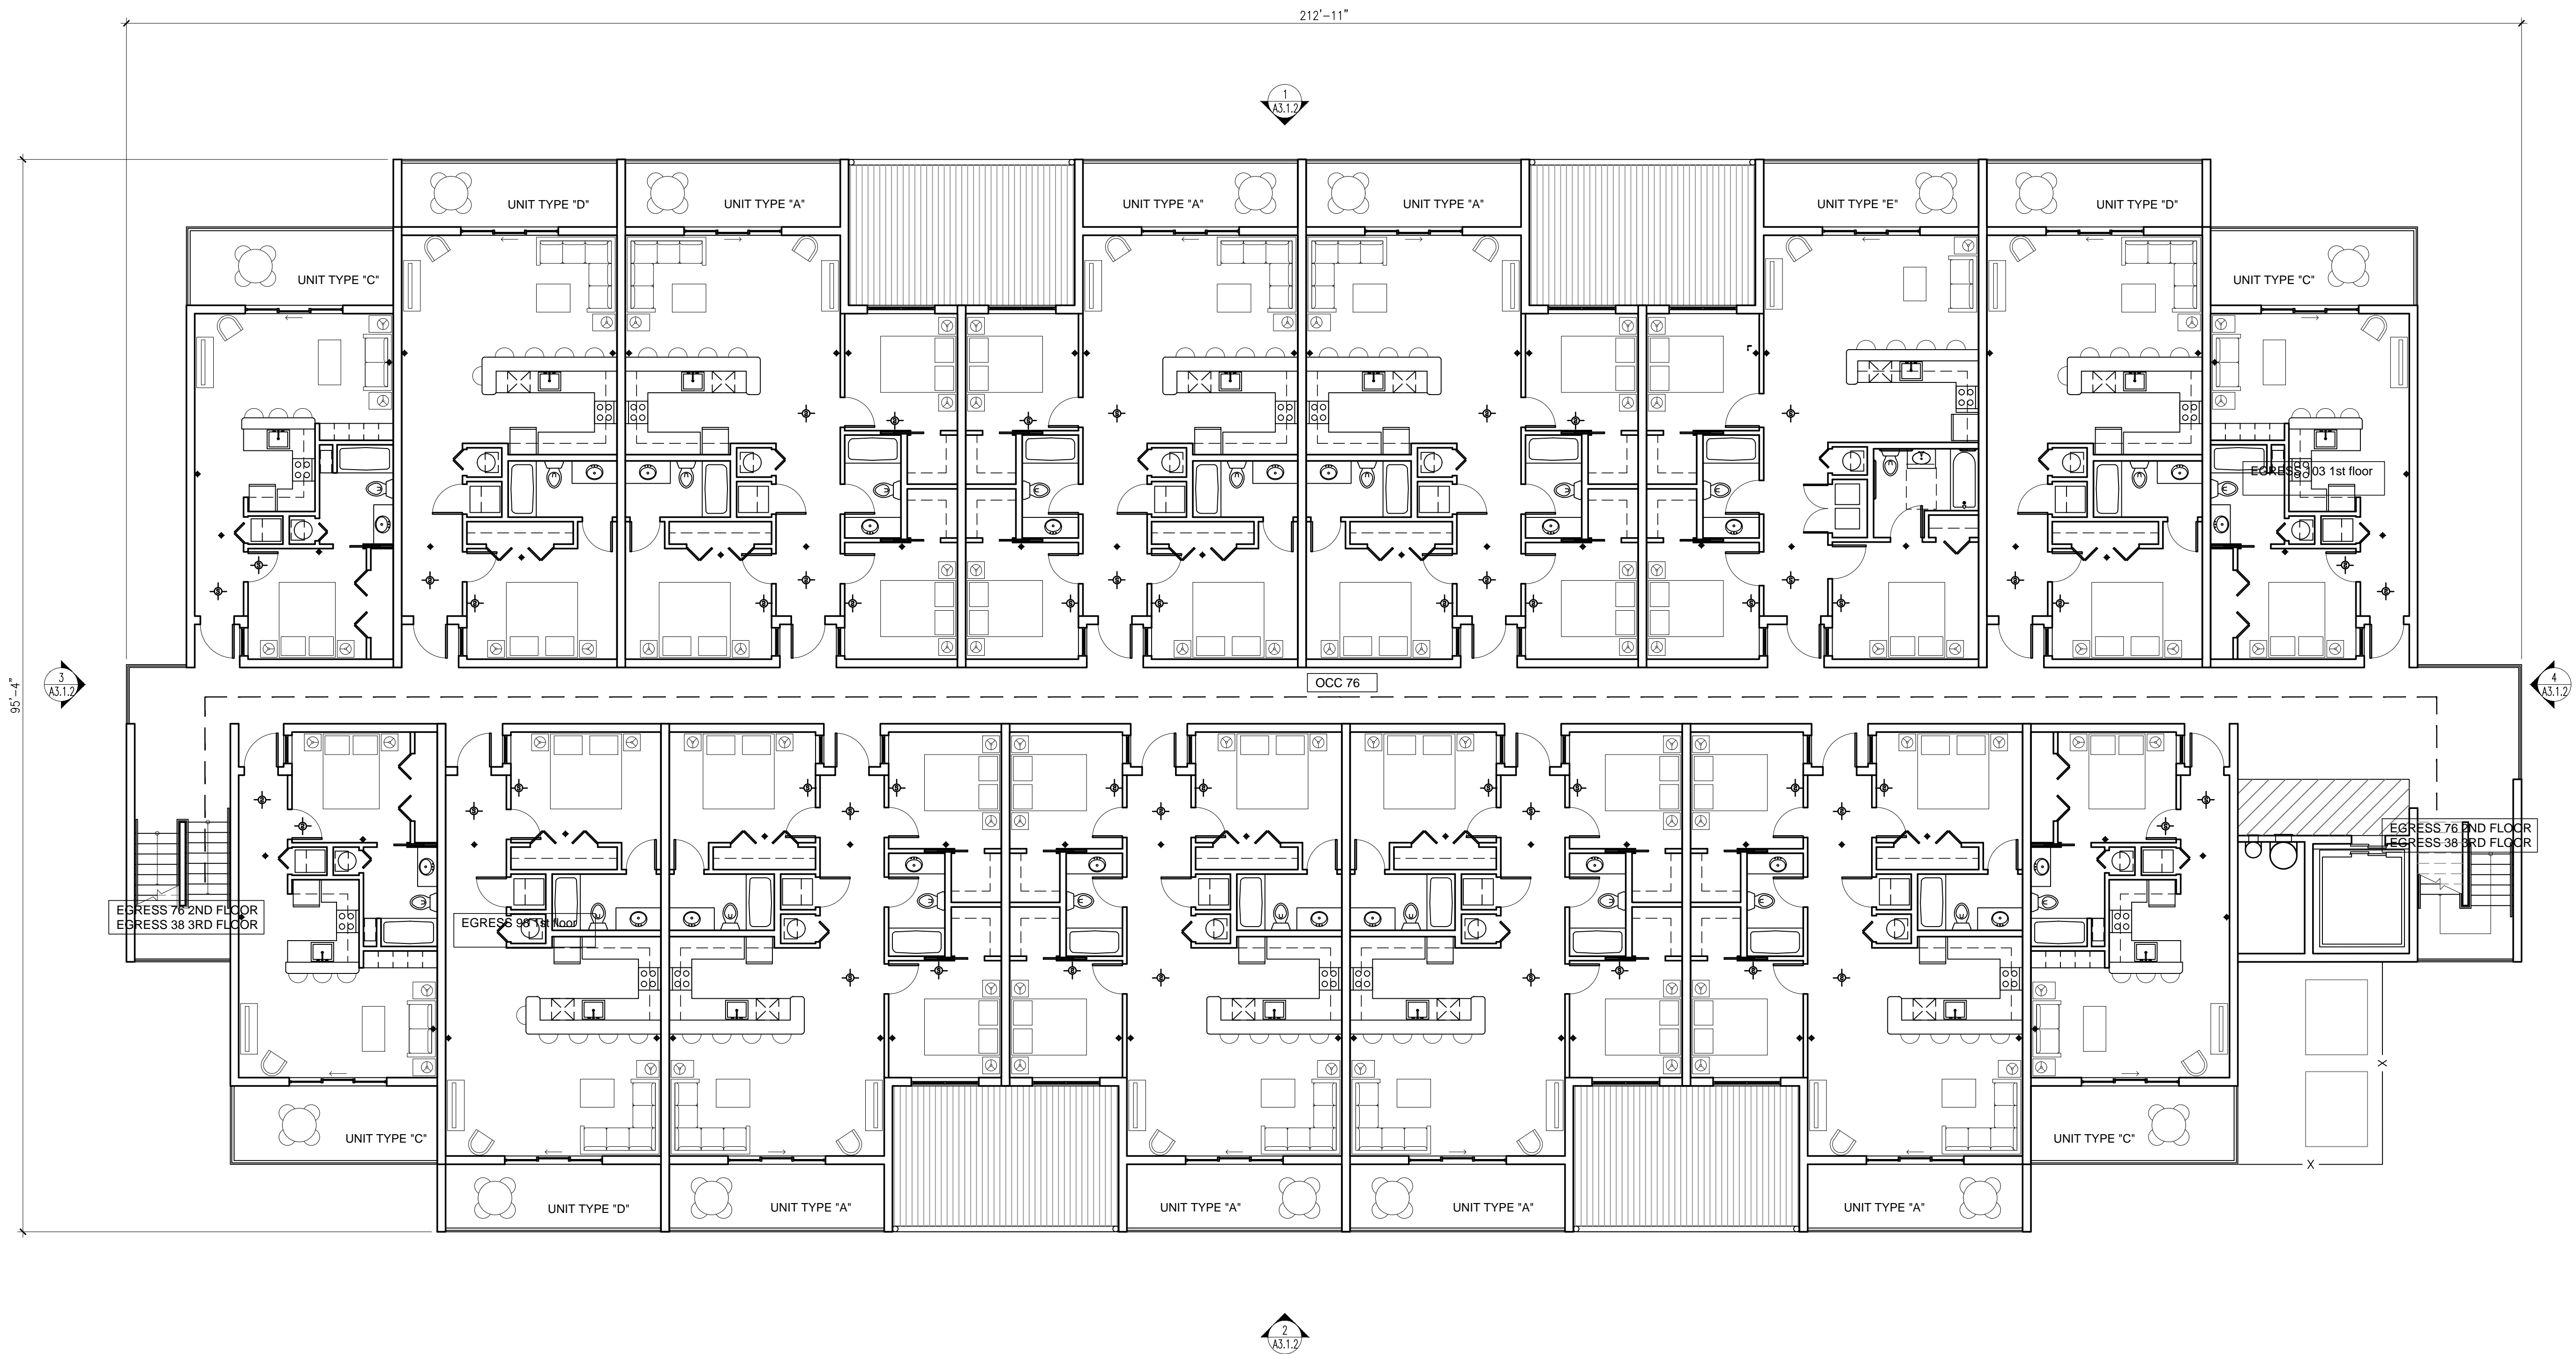 212'-11"
1
A3.1.2
UNIT TYPE "D"
UNIT TYPE "A"
UNIT TYPE "A"
UNIT TYPE "A"
UNIT TYPE "E"
UNIT TYPE "D"
UNIT TYPE "C"
UNIT TYPE "C"
EGRESS 103 1st floor
3
A3.1.2
95'-4"
OCC 76
4
A3.1.2
EGRESS 76 2ND FLOOR
EGRESS 38 3RD FLOOR
EGRESS 76 2ND FLOOR
EGRESS 38 3RD FLOOR
EGRESS 98 1st floor
X
UNIT TYPE "C"
UNIT TYPE "C"
X
UNIT TYPE "D"
UNIT TYPE "A"
UNIT TYPE "A"
UNIT TYPE "A"
UNIT TYPE "A"
2
A3.1.2